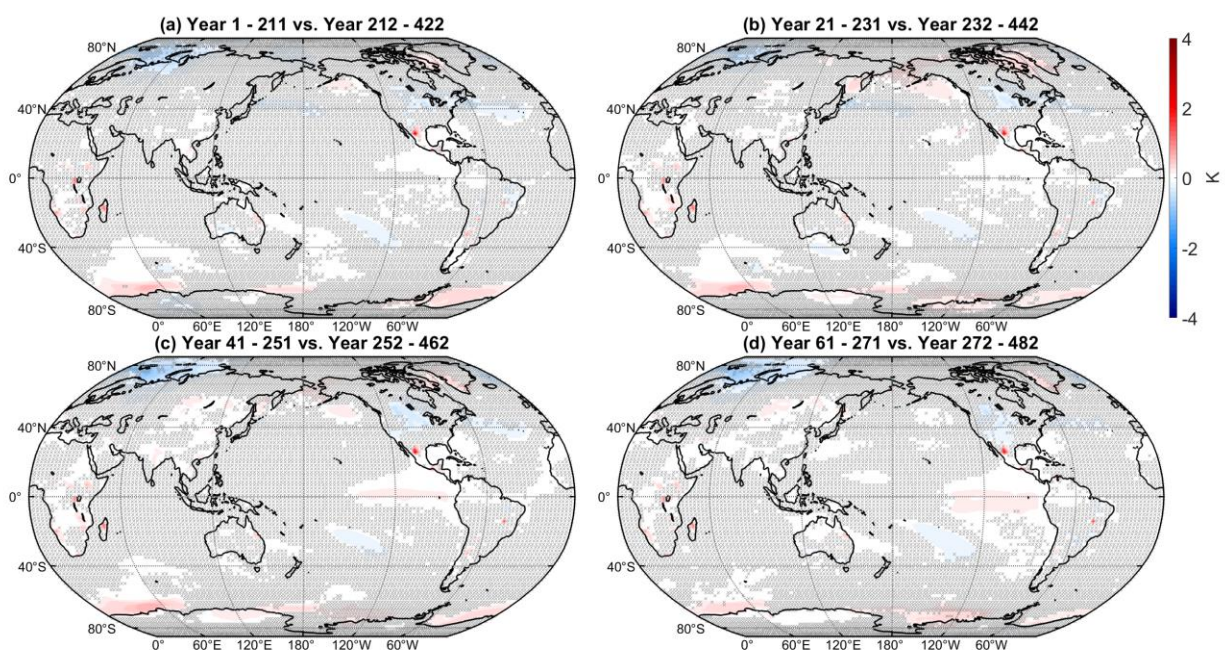 (a) Year 1 - 211 vs. Year 212 - 422
(b) Year 21 - 231 vs. Year 232 - 442
80°N
80°N
4
40°N
40°N
2
0°
0°
0
K
40°S
40°S
-2
80°S
80°S
-4
0° 60°E 120°E 180° 120°W 60°W
0° 60°E 120°E 180° 120°W 60°W
(c) Year 41 - 251 vs. Year 252 - 462
(d) Year 61 - 271 vs. Year 272 - 482
80°N
80°N
40°N
40°N
0°
0°
40°S
40°S
80°S
80°S
0° 60°E 120°E 180° 120°W 60°W
0° 60°E 120°E 180° 120°W 60°W